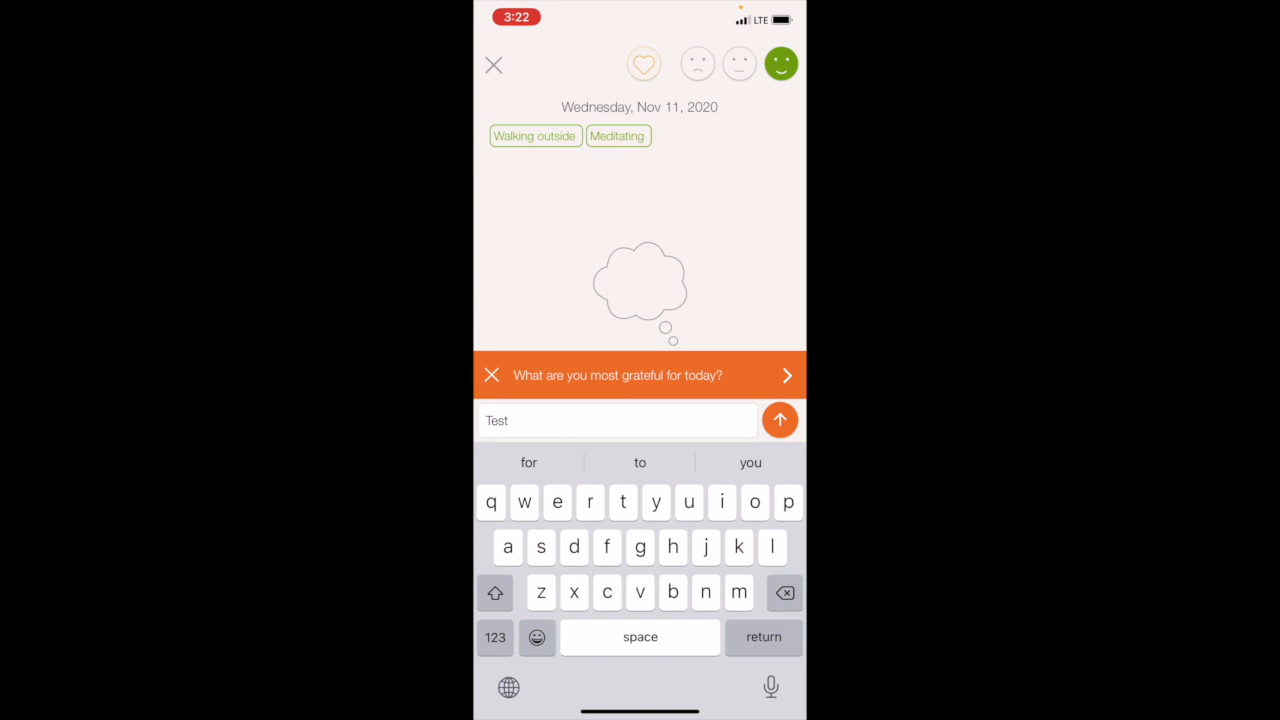 3:22
LTE
Wednesday, Nov 11, 2020
Walking outside Meditating
What are you most grateful for today?
Test
for to you
q w e r t y u i o p
a s d f g h j k l
z x c v b n m
123 space return